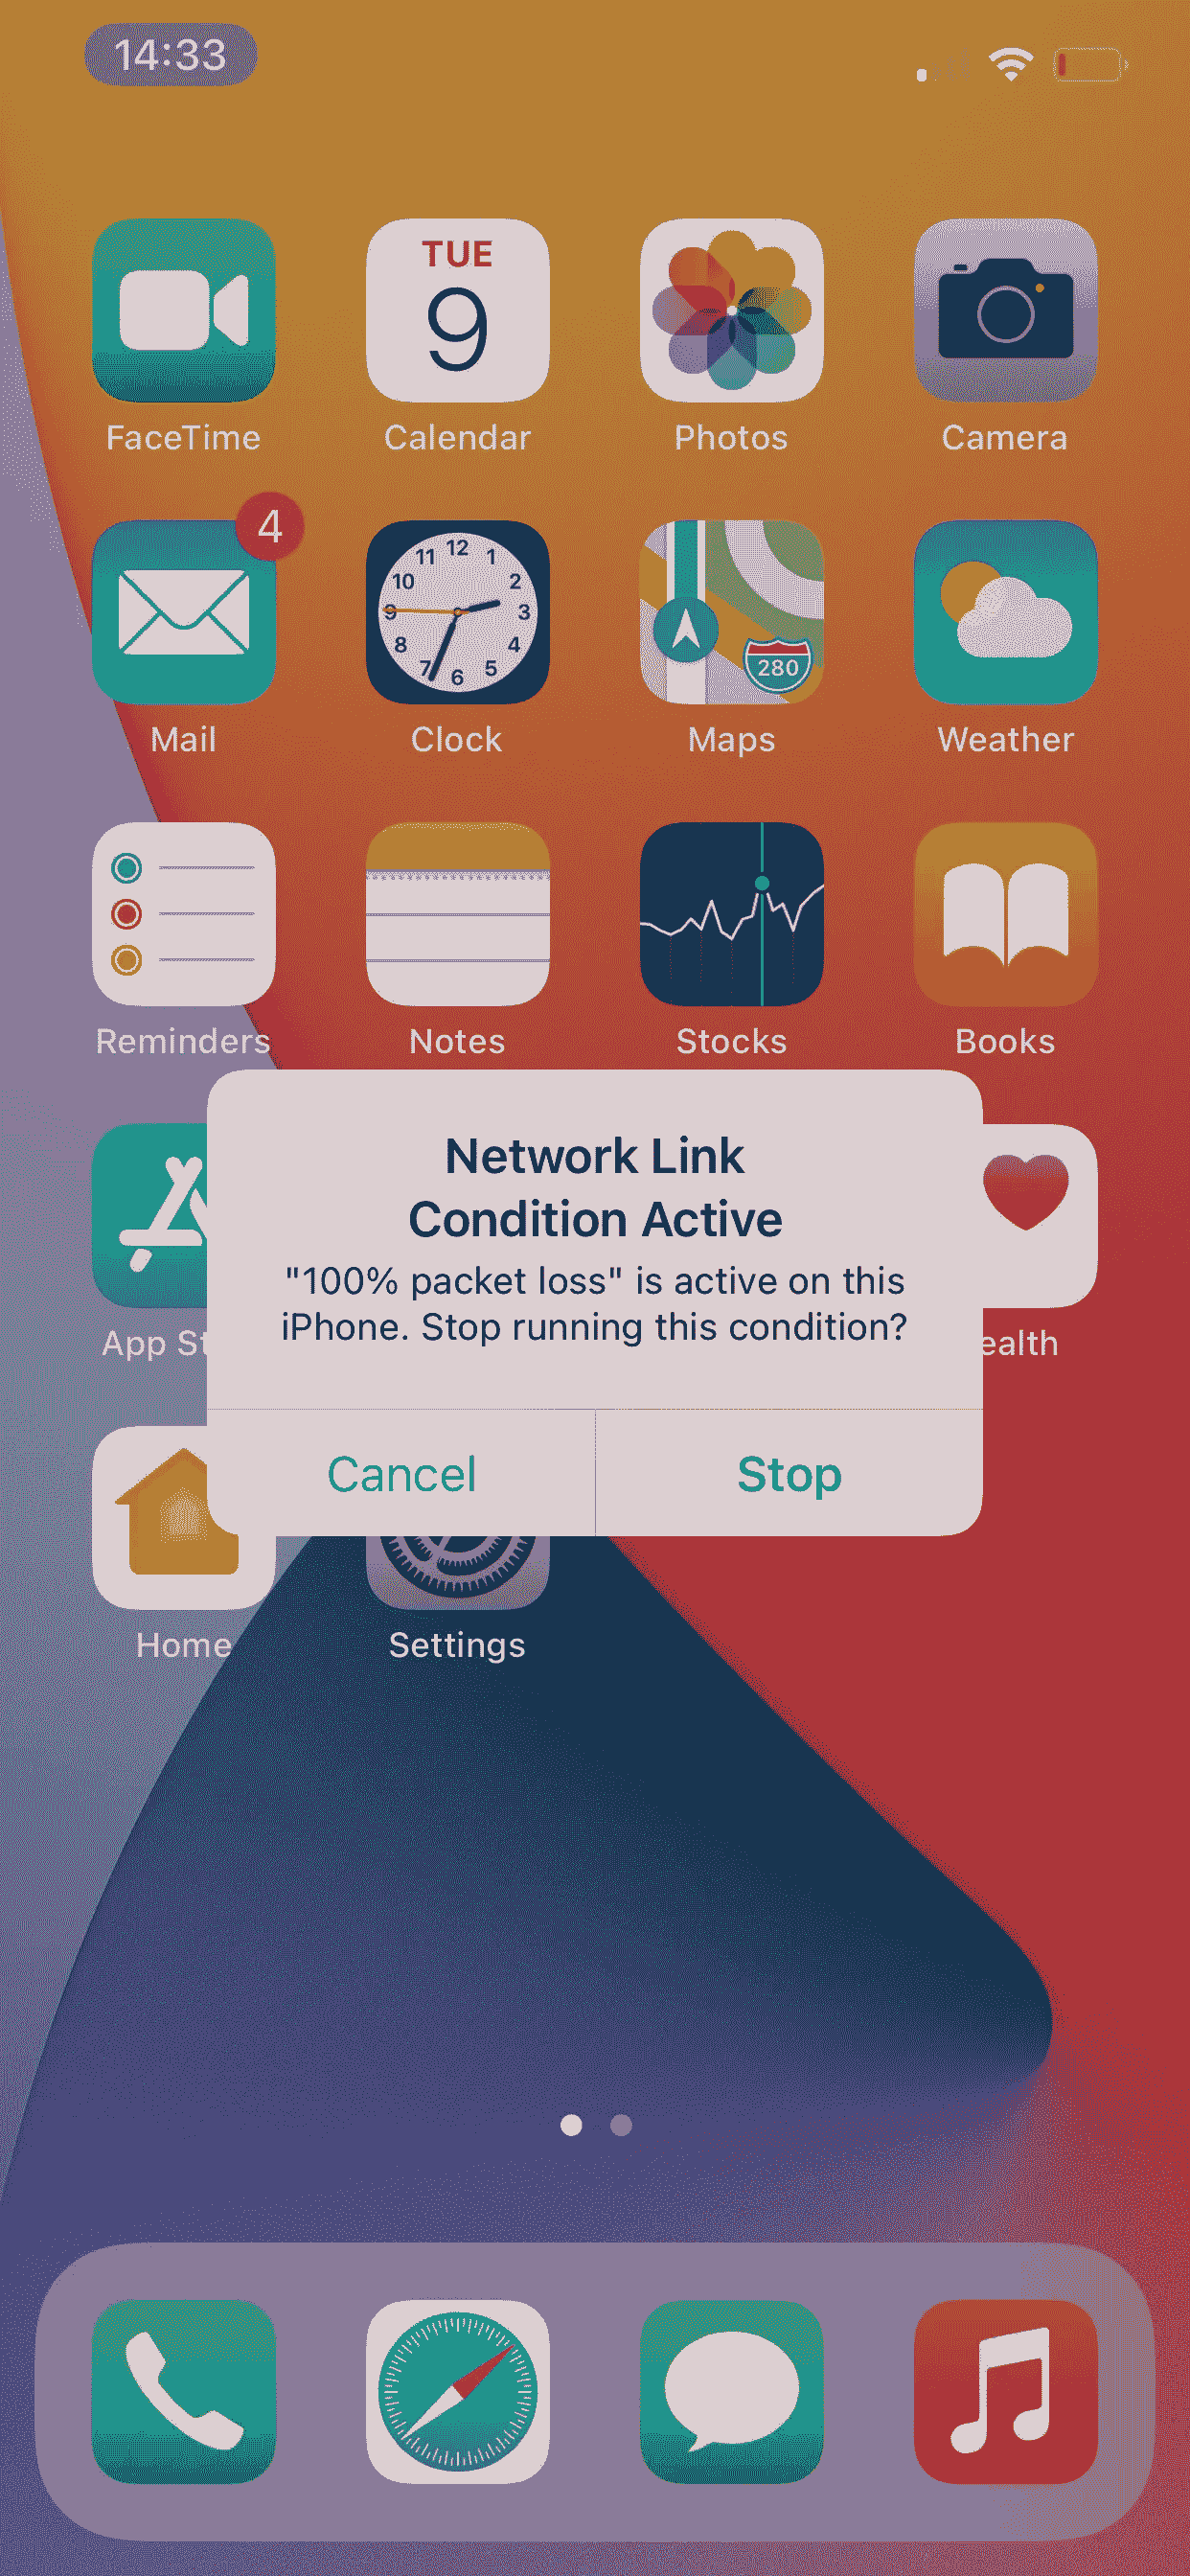 14:33
TUE
9
FaceTime
Calendar
Photos
Camera
4
12
11
1
10
2
9
3
8
4
7
5
6
280
Mail
Clock
Maps
Weather
Reminders
Notes
Stocks
Books
App St
ealth
Network Link
Condition Active
"100% packet loss" is active on this
iPhone. Stop running this condition?
Cancel
Stop
Home
Settings